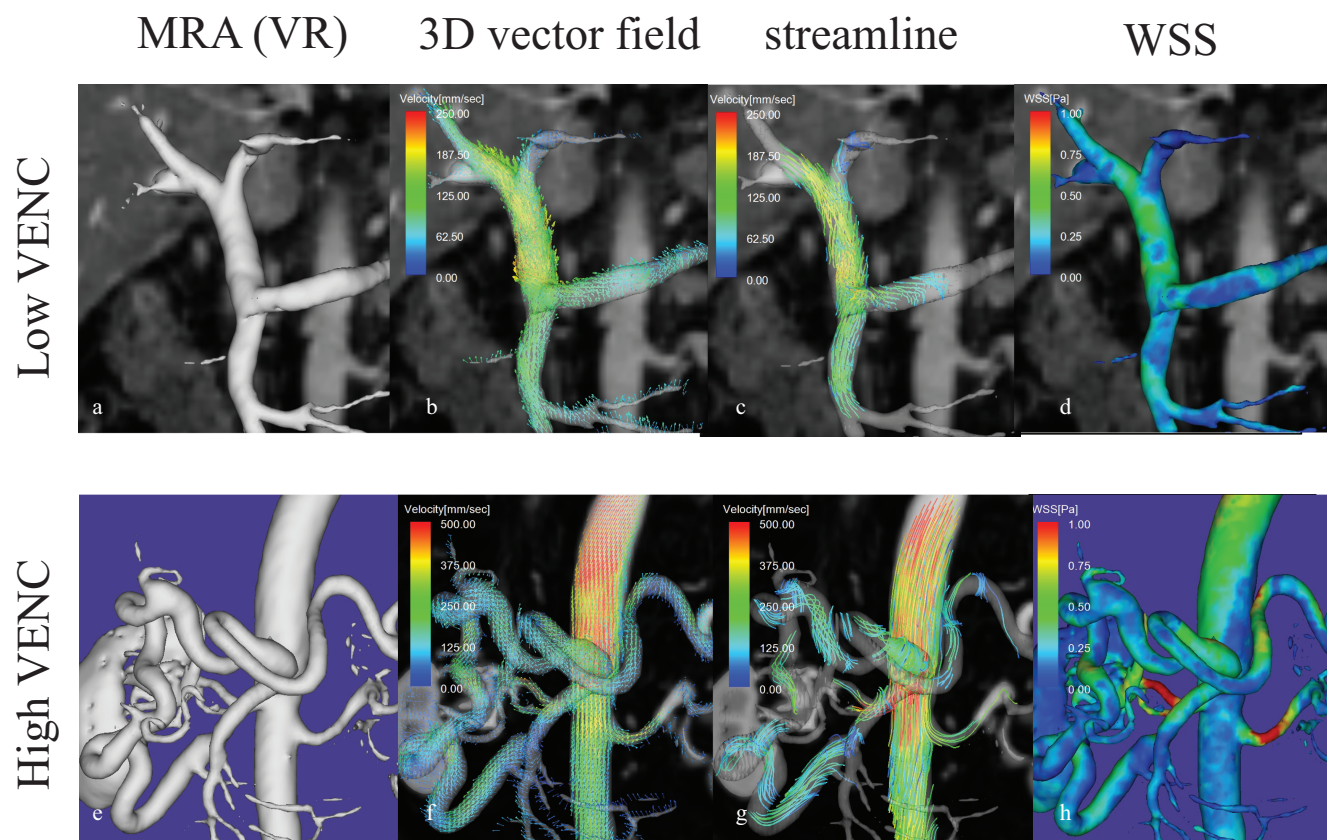 MRA (VR)
3D vector field
streamline
WSS
Low VENC
Velocity[mm/sec]
250.00
187.50
125.00
62.50
0.00
Velocity[mm/sec]
250.00
187.50
125.00
62.50
0.00
WSS[Pa]
1.00
0.75
0.50
0.25
0.00
a
b
c
d
High VENC
Velocity[mm/sec]
500.00
375.00
250.00
125.00
0.00
Velocity[mm/sec]
500.00
375.00
250.00
125.00
0.00
WSS[Pa]
1.00
0.75
0.50
0.25
0.00
e
f
g
h